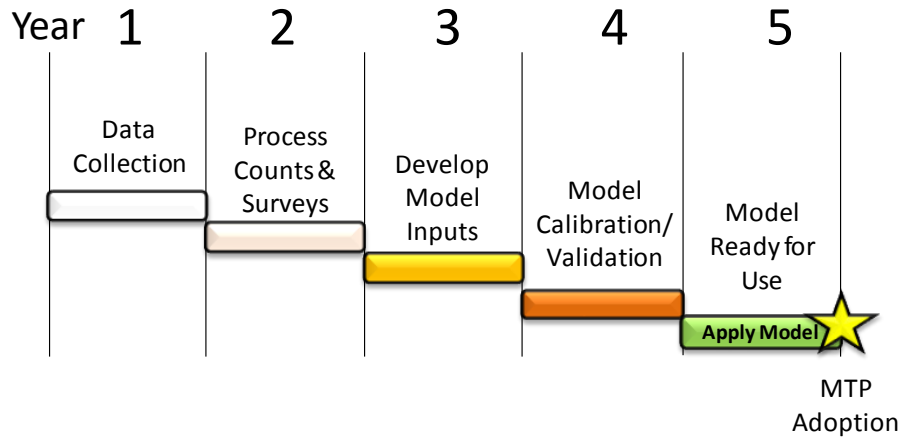 Year 1 2 3 4 5
Data
Collection
Process
Counts &
Surveys
Develop
Model
Inputs
Model
Calibration/
Validation
Model
Ready for
Use
Apply Model
MTP
Adoption